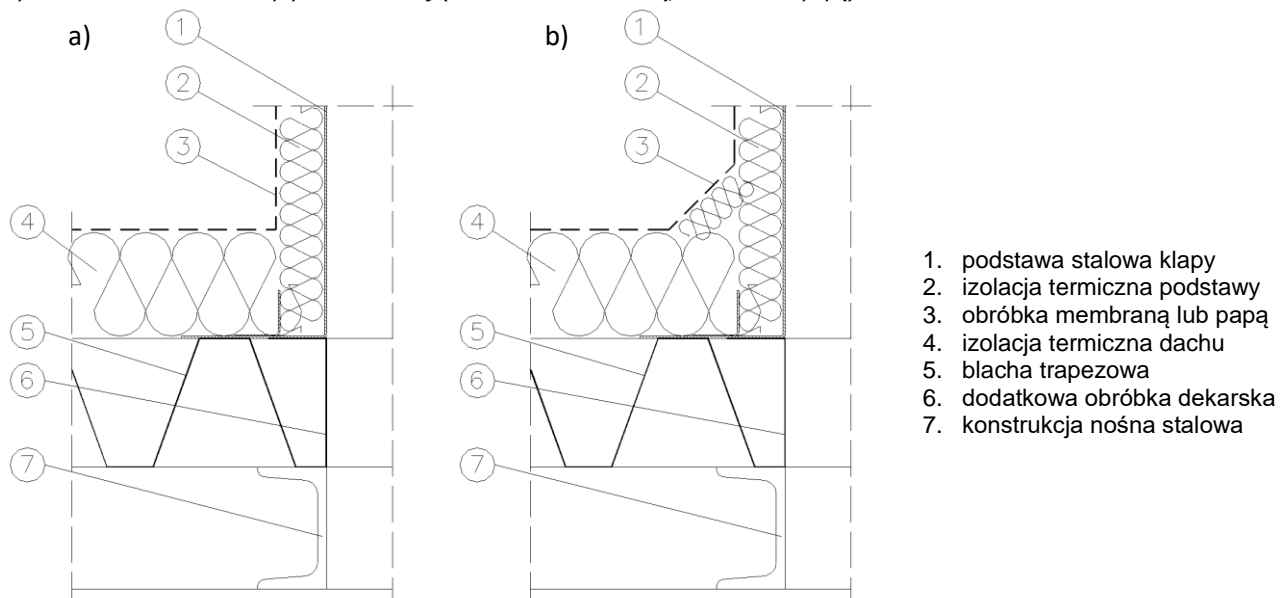 a)
b)
1
2
3
4
5
6
7
1
2
3
4
5
6
7
1. podstawa stalowa klapy
2. izolacja termiczna podstawy
3. obróbka membraną lub papą
4. izolacja termiczna dachu
5. blacha trapezowa
6. dodatkowa obróbka dekarska
7. konstrukcja nośna stalowa